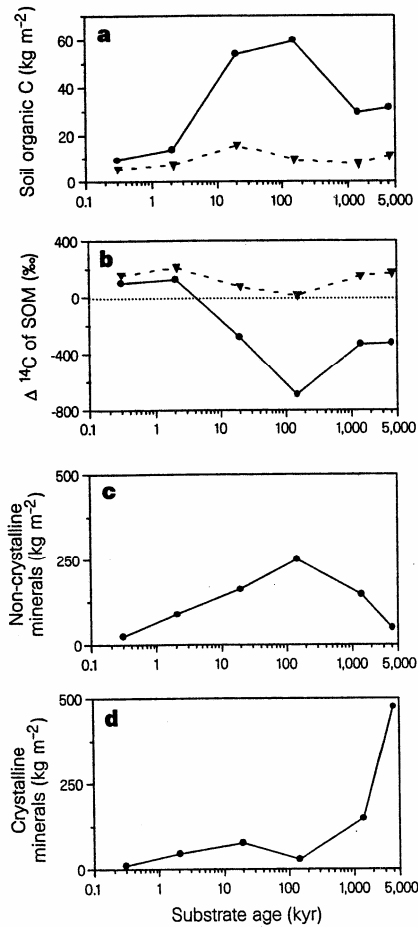 a
Soil organic C (kg m⁻²)
60
40
20
0
0.1 1 10 100 1,000 5,000
b
Δ ¹⁴C of SOM (‰)
400
0
-400
-800
0.1 1 10 100 1,000 5,000
c
Non-crystalline
minerals (kg m⁻²)
500
250
0
0.1 1 10 100 1,000 5,000
d
Crystalline
minerals (kg m⁻²)
500
250
0
0.1 1 10 100 1,000 5,000
Substrate age (kyr)